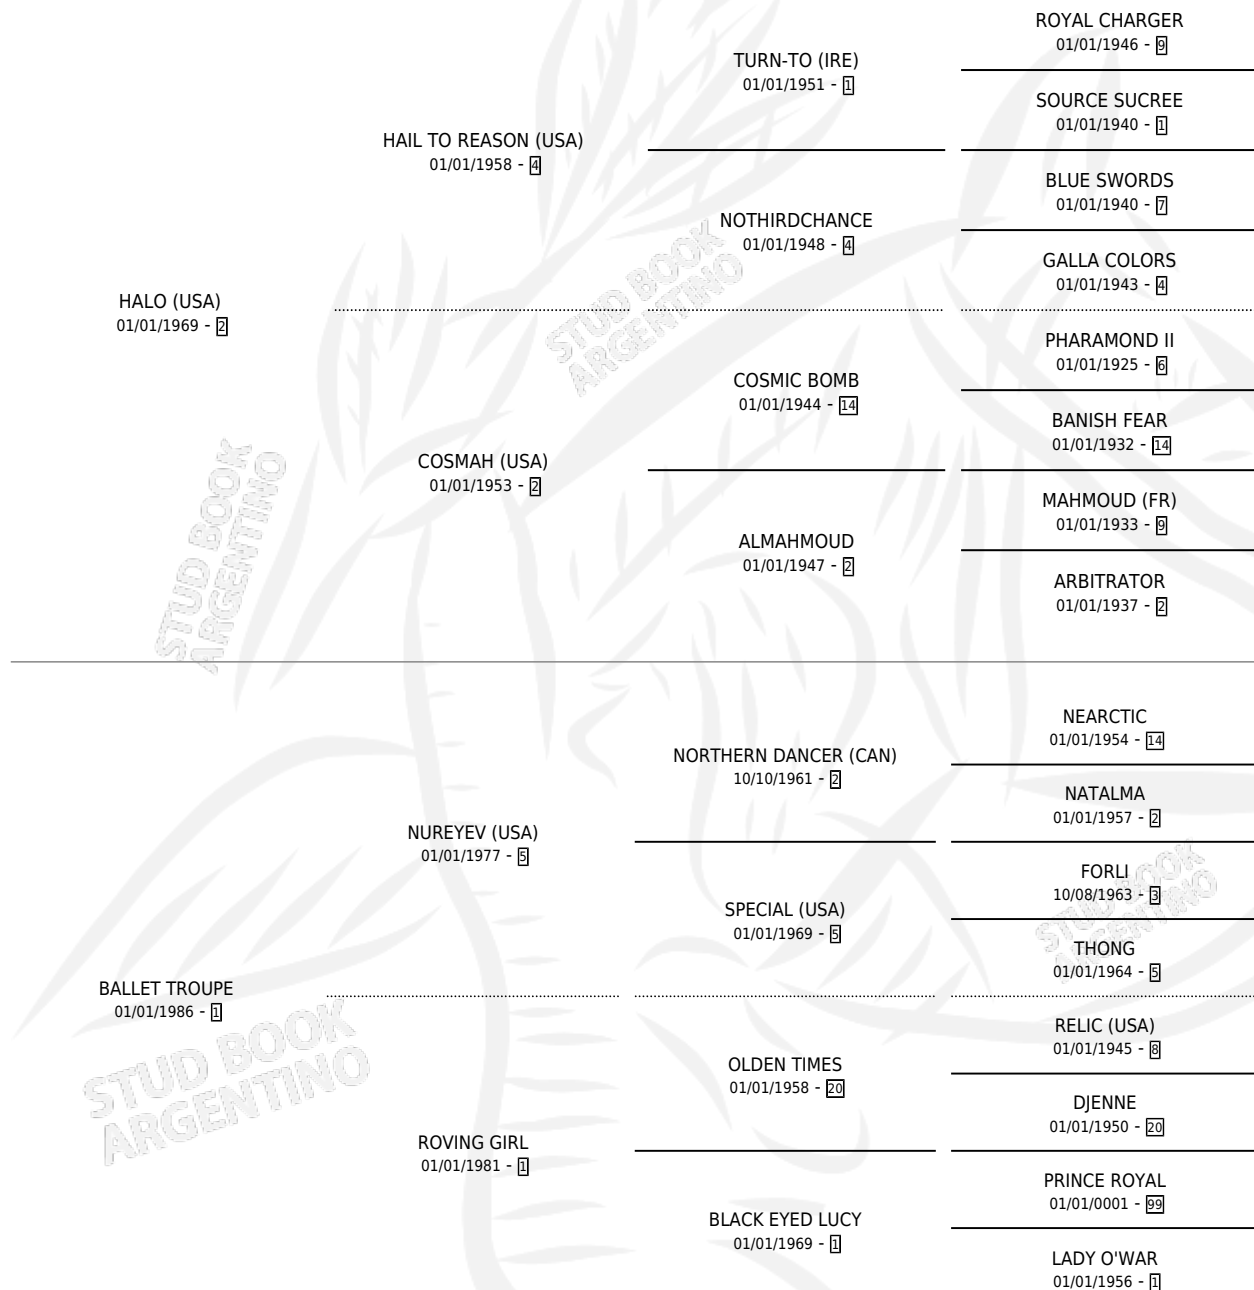 ROYAL CHARGER
01/01/1946 - 9
TURN-TO (IRE)
01/01/1951 - 1
SOURCE SUCREE
01/01/1940 - 1
HAIL TO REASON (USA)
01/01/1958 - 4
BLUE SWORDS
01/01/1940 - 7
NOTHIRDCHANCE
01/01/1948 - 4
GALLA COLORS
01/01/1943 - 4
HALO (USA)
01/01/1969 - 2
STUD BOOK
ARGENTINO
PHARAMOND II
01/01/1925 - 6
COSMIC BOMB
01/01/1944 - 14
BANISH FEAR
01/01/1932 - 14
COSMAH (USA)
01/01/1953 - 2
MAHMOUD (FR)
01/01/1933 - 9
ALMAHMOUD
01/01/1947 - 2
ARBITRATOR
01/01/1937 - 2
STUD BOOK
ARGENTINO
NEARCTIC
01/01/1954 - 14
NORTHERN DANCER (CAN)
10/10/1961 - 2
NATALMA
01/01/1957 - 2
NUREYEV (USA)
01/01/1977 - 5
FORLI
10/08/1963 - 3
SPECIAL (USA)
01/01/1969 - 5
STUD BOOK
ARGENTINO
THONG
01/01/1964 - 5
BALLET TROUPE
01/01/1986 - 1
RELIC (USA)
01/01/1945 - 8
OLDEN TIMES
01/01/1958 - 20
STUD BOOK
ARGENTINO
DJENNE
01/01/1950 - 20
ROVING GIRL
01/01/1981 - 1
PRINCE ROYAL
01/01/0001 - 99
BLACK EYED LUCY
01/01/1969 - 1
LADY O'WAR
01/01/1956 - 1